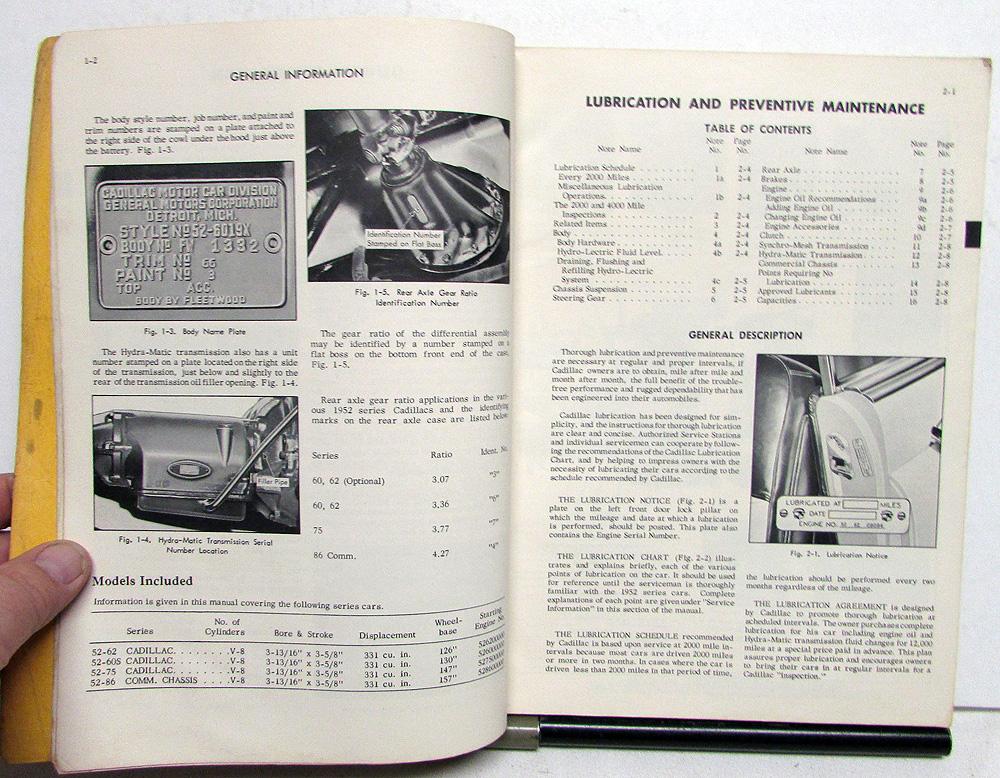 1-2
GENERAL INFORMATION
The body style number, job number, and paint and
trim numbers are stamped on a plate attached to
the right side of the cowl under the hood just above
the battery. Fig. 1-3.
CADILLAC MOTOR CAR DIVISION
GENERAL MOTORS CORPORATION
DETROIT, MICH.
STYLE Nº 52-6019X
BODY Nº FY 1332
TRIM Nº 66
PAINT Nº 3
TOP ACC.
BODY BY FLEETWOOD
Fig. 1-3. Body Name Plate
The Hydra-Matic transmission also has a unit
number stamped on a plate located on the right side
of the transmission, just below and slightly to the
rear of the transmission oil filler opening. Fig. 1-4.
Filler Pipe
Fig. 1-4. Hydra-Matic Transmission Serial
Number Location
Identification Number
Stamped on Flat Boss
Fig. 1-5. Rear Axle Gear Ratio
Identification Number
The gear ratio of the differential assembly
may be identified by a number stamped on a
flat boss on the bottom front end of the case.
Fig. 1-5.
Rear axle gear ratio applications in the vari-
ous 1952 series Cadillacs and the identifying
marks on the rear axle case are listed below
Series Ratio Ident. No.
60, 62 (Optional) 3.07 "3"
60, 62 3.36 "6"
75 3.77 "7"
86 Comm. 4.27 "4"
Models Included
Information is given in this manual covering the following series cars.
Series No. of Cylinders Bore & Stroke Displacement Wheel-base Starting Engine No.
52-62 CADILLAC. . . . . . . .V-8 3-13/16" x 3-5/8" 331 cu. in. 126" 526200000
52-60S CADILLAC. . . . . . . .V-8 3-13/16" x 3-5/8" 331 cu. in. 130" 526000000
52-75 CADILLAC. . . . . . . .V-8 3-13/16" x 3-5/8" 331 cu. in. 147" 527500000
52-86 COMM. CHASSIS . . . . .V-8 3-13/16" x 3-5/8" 331 cu. in. 157" 528600000
2-1
LUBRICATION AND PREVENTIVE MAINTENANCE
TABLE OF CONTENTS
Note Name Note No. Page No.
Lubrication Schedule 1 2-4
Every 2000 Miles 1a 2-4
Miscellaneous Lubrication
Operations. 1b 2-4
The 2000 and 4000 Mile
Inspections 2 2-4
Related Items 3 2-4
Body 4 2-4
Body Hardware 4a 2-4
Hydro-Lectric Fluid Level. 4b 2-4
Draining, Flushing and
Refilling Hydro-Lectric
System 4c 2-5
Chassis Suspension 5 2-5
Steering Gear 6 2-5
Note Name Note No. Page No.
Rear Axle 7 2-5
Brakes 8 2-5
Engine 9 2-6
Engine Oil Recommendations 9a 2-6
Adding Engine Oil 9b 2-6
Changing Engine Oil 9c 2-6
Engine Accessories 9d 2-7
Clutch 10 2-7
Synchro-Mesh Transmission 11 2-8
Hydra-Matic Transmission 12 2-8
Commercial Chassis 13 2-8
Points Requiring No
Lubrication 14 2-8
Approved Lubricants 15 2-8
Capacities 16 2-8
GENERAL DESCRIPTION
Thorough lubrication and preventive maintenance
are necessary at regular and proper intervals, if
Cadillac owners are to obtain, mile after mile and
month after month, the full benefit of the trouble-
free performance and rugged dependability that has
been engineered into their automobiles.
Cadillac lubrication has been designed for sim-
plicity, and the instructions for thorough lubrication
are clear and concise. Authorized Service Stations
and individual servicemen can cooperate by follow-
ing the recommendations of the Cadillac Lubrication
Chart, and by helping to impress owners with the
necessity of lubricating their cars according to the
schedule recommended by Cadillac.
THE LUBRICATION NOTICE (Fig. 2-1) is a
plate on the left front door lock pillar on
which the mileage and date at which a lubrication
is performed, should be posted. This plate also
contains the Engine Serial Number.
THE LUBRICATION CHART (Fig. 2-2) illus-
trates and explains briefly, each of the various
points of lubrication on the car. It should be used
for reference until the serviceman is thoroughly
familiar with the 1952 series cars. Complete
explanations of each point are given under "Service
Information" in this section of the manual.
THE LUBRICATION SCHEDULE recommended
by Cadillac is based upon service at 2000 mile in-
tervals because most cars are driven 2000 miles
or more in two months. In cases where the car is
driven less than 2000 miles in that period of time,
LUBRICATED AT MILES
DATE
ENGINE NO.
Fig. 2-1. Lubrication Notice
the lubrication should be performed every two
months regardless of the mileage.
THE LUBRICATION AGREEMENT is designed
by Cadillac to promote thorough lubrication at
scheduled intervals. The owner purchases complete
lubrication for his car including engine oil and
Hydra-Matic transmission fluid changes for 12,000
miles at a special price paid in advance. This plan
assures proper lubrication and encourages owners
to bring their cars in at regular intervals for a
Cadillac "inspection."